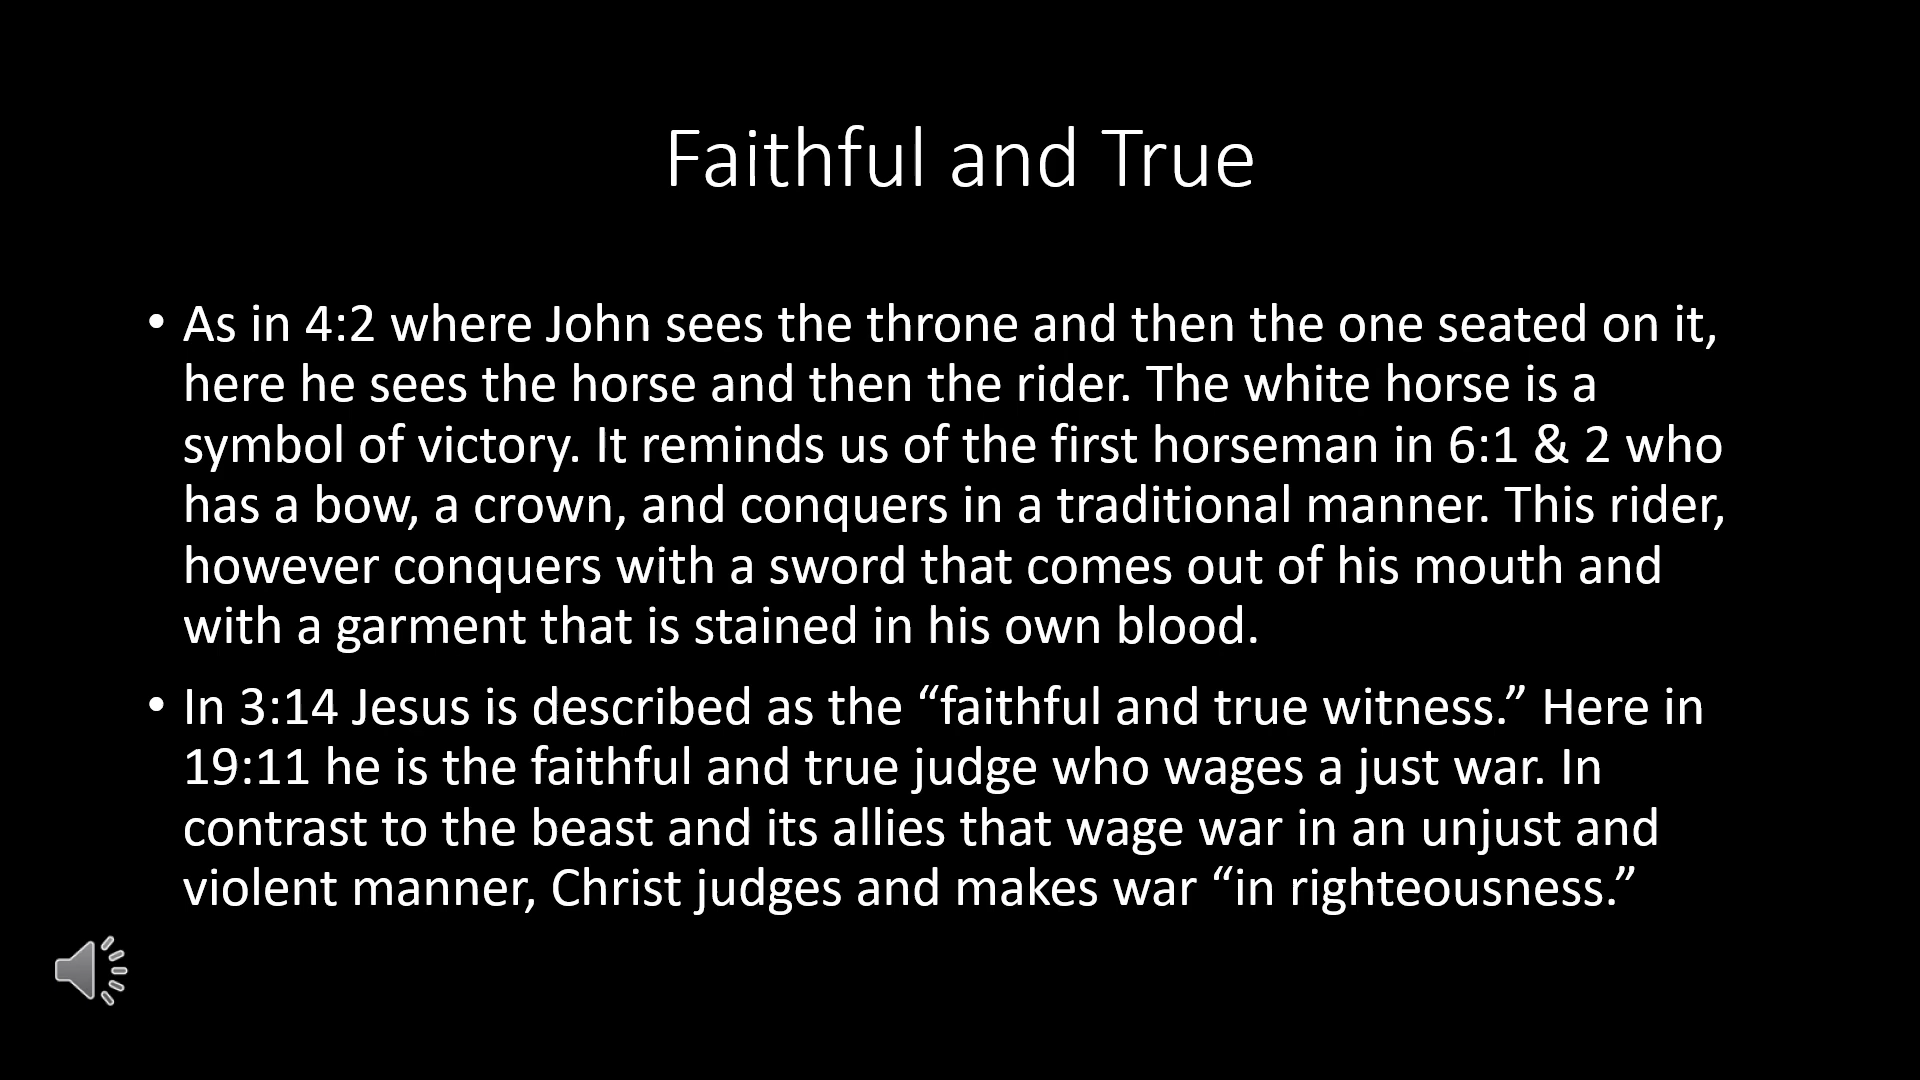 Faithful and True
• As in 4:2 where John sees the throne and then the one seated on it,
here he sees the horse and then the rider. The white horse is a
symbol of victory. It reminds us of the first horseman in 6:1 & 2 who
has a bow, a crown, and conquers in a traditional manner. This rider,
however conquers with a sword that comes out of his mouth and
with a garment that is stained in his own blood.
• In 3:14 Jesus is described as the “faithful and true witness.” Here in
19:11 he is the faithful and true judge who wages a just war. In
contrast to the beast and its allies that wage war in an unjust and
violent manner, Christ judges and makes war “in righteousness.”